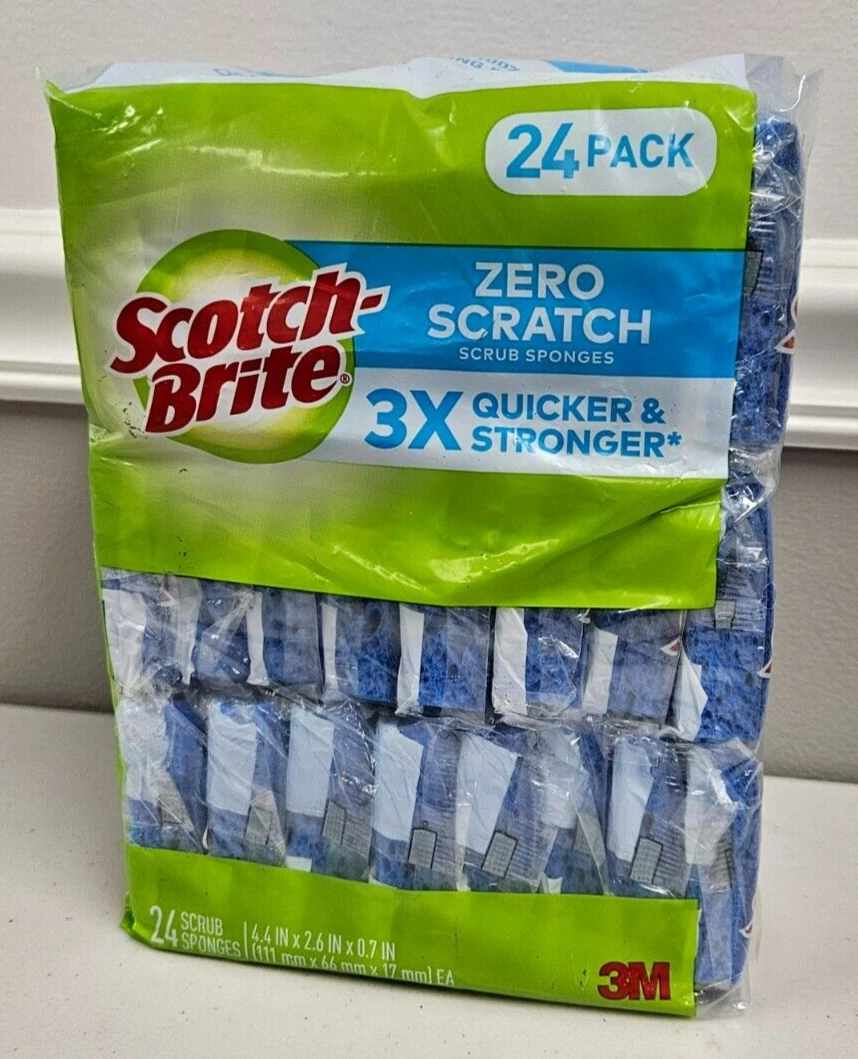 24 PACK
Scotch-
Brite®
ZERO
SCRATCH
SCRUB SPONGES
3X QUICKER &
STRONGER*
24 SCRUB
SPONGES
4.4 IN x 2.6 IN x 0.7 IN
(111 mm x 66 mm x 17 mm) EA
3M